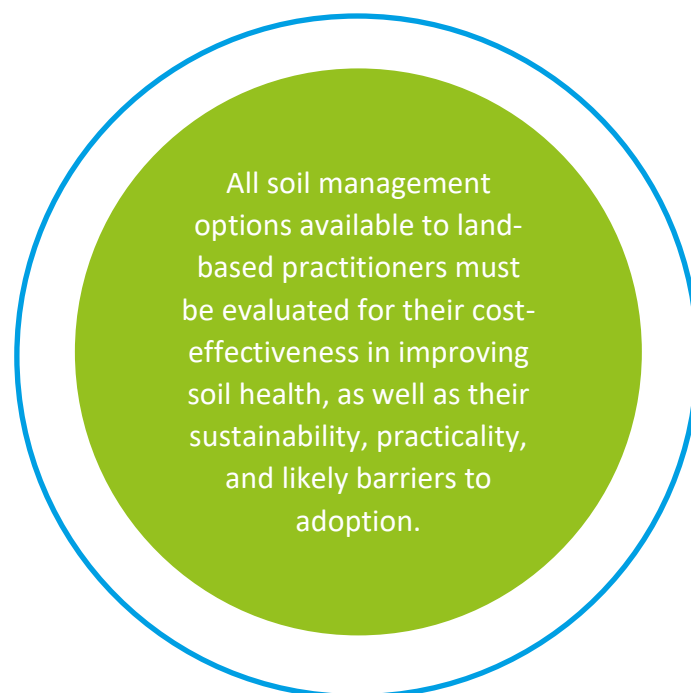 All soil management
options available to land-
based practitioners must
be evaluated for their cost-
effectiveness in improving
soil health, as well as their
sustainability, practicality,
and likely barriers to
adoption.